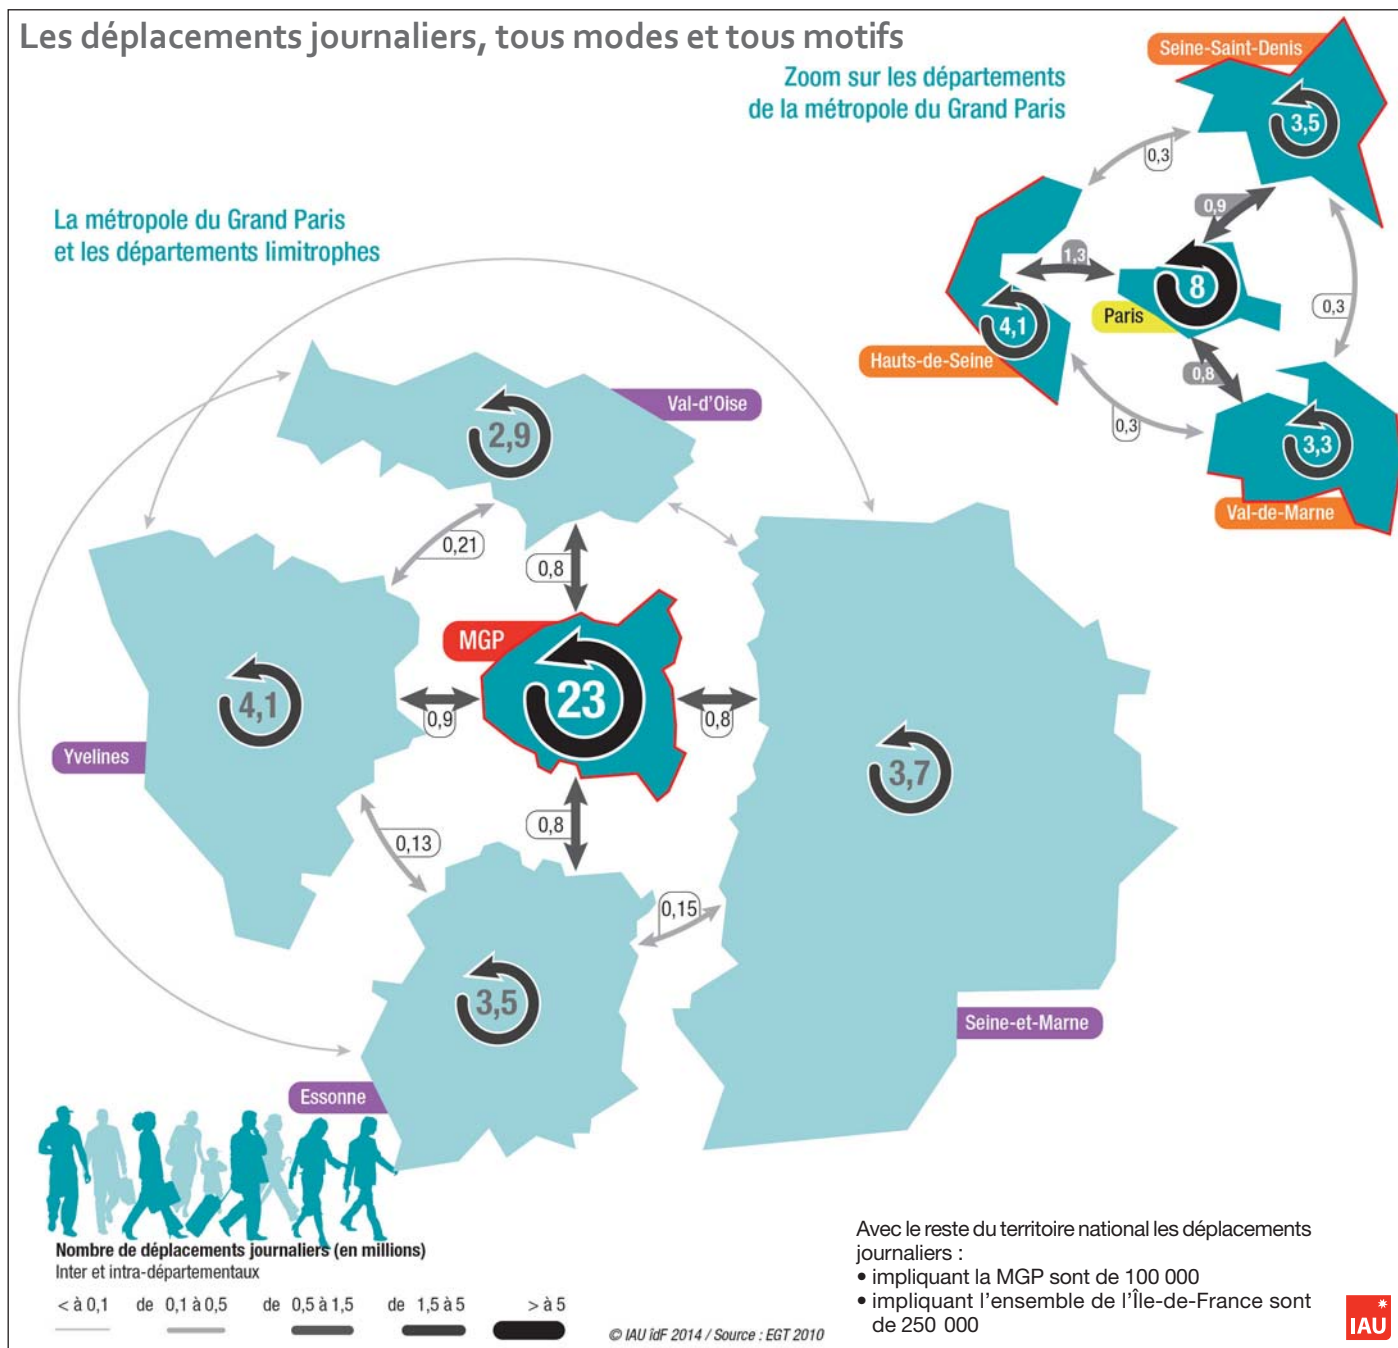 Les déplacements journaliers, tous modes et tous motifs
Zoom sur les départements
de la métropole du Grand Paris
Seine-Saint-Denis
3,5
0,3
0,9
1,3
8
Paris
4,1
Hauts-de-Seine
0,3
0,8
0,3
3,3
Val-de-Marne
La métropole du Grand Paris
et les départements limitrophes
Val-d'Oise
2,9
0,21
0,8
MGP
23
4,1
0,9
0,8
Yvelines
3,7
0,8
0,13
0,15
3,5
Seine-et-Marne
Essonne
Nombre de déplacements journaliers (en millions)
Inter et intra-départementaux
< à 0,1 de 0,1 à 0,5 de 0,5 à 1,5 de 1,5 à 5 > à 5
© IAU îdF 2014 / Source : EGT 2010
Avec le reste du territoire national les déplacements
journaliers :
• impliquant la MGP sont de 100 000
• impliquant l'ensemble de l'Île-de-France sont
de 250 000
IAU